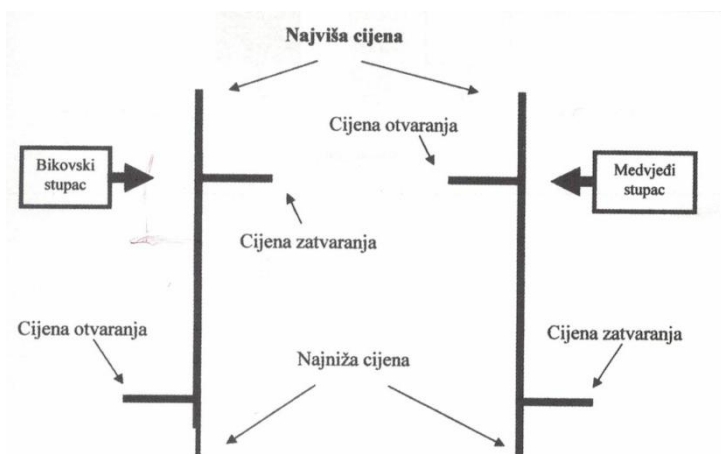 Najviša cijena
Cijena otvaranja
Bikovski
stupac
Medvjeđi
stupac
Cijena zatvaranja
Cijena otvaranja
Cijena zatvaranja
Najniža cijena